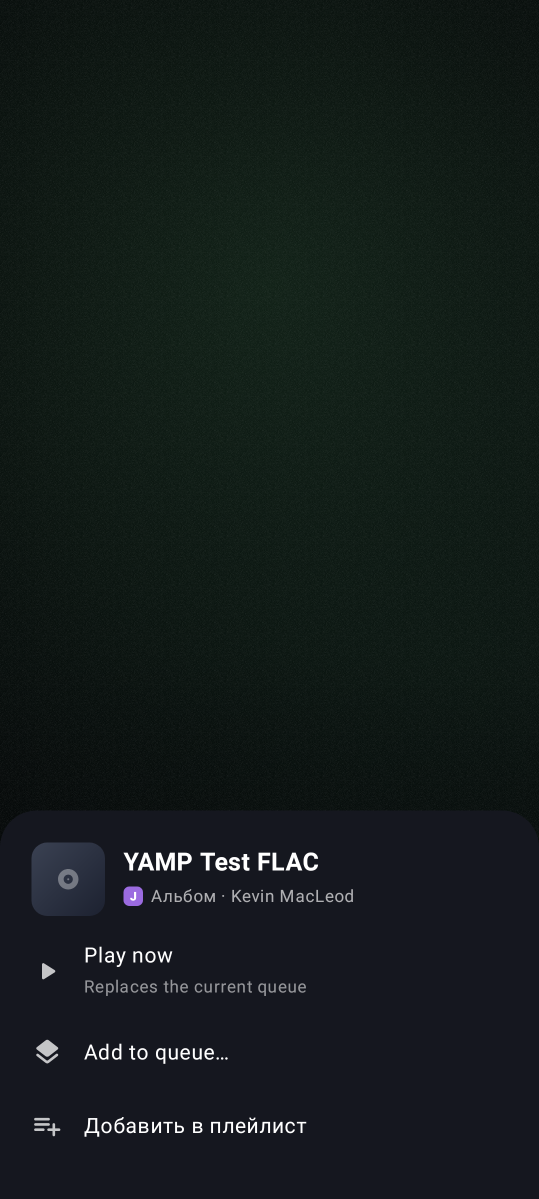 YAMP Test FLAC
J Альбом · Kevin MacLeod
Play now
Replaces the current queue
Add to queue…
Добавить в плейлист